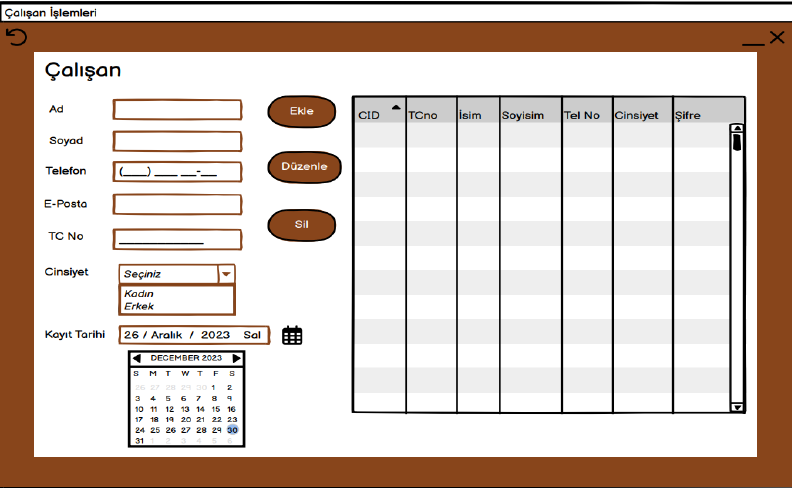 Çalışan İşlemleri
Çalışan
Ad
Soyad
Telefon (___) ___ __-__
E-Posta
TC No ______________
Cinsiyet Seçiniz
Kadın
Erkek
Kayıt Tarihi 26 / Aralık / 2023 Sal
DECEMBER 2023
S M T W T F S
26 27 28 29 30 1 2
3 4 5 6 7 8 9
10 11 12 13 14 15 16
17 18 19 20 21 22 23
24 25 26 27 28 29 30
31 1 2 3 4 5 6
Ekle
Düzenle
Sil
CID TCno İsim Soyisim Tel No Cinsiyet Şifre